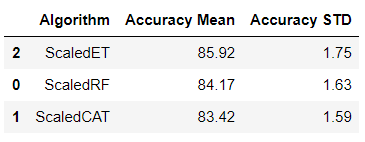 Algorithm Accuracy Mean Accuracy STD
2 ScaledET 85.92 1.75
0 ScaledRF 84.17 1.63
1 ScaledCAT 83.42 1.59